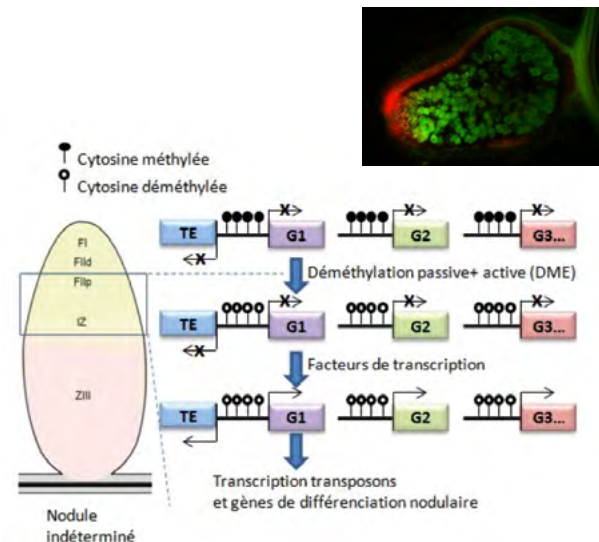 Cytosine méthylée
Cytosine déméthylée
FI
FIId
FIIp
IZ
ZIII
Nodule
indéterminé
TE G1 G2 G3...
Déméthylation passive+ active (DME)
TE G1 G2 G3...
Facteurs de transcription
TE G1 G2 G3...
Transcription transposons
et gènes de différenciation nodulaire